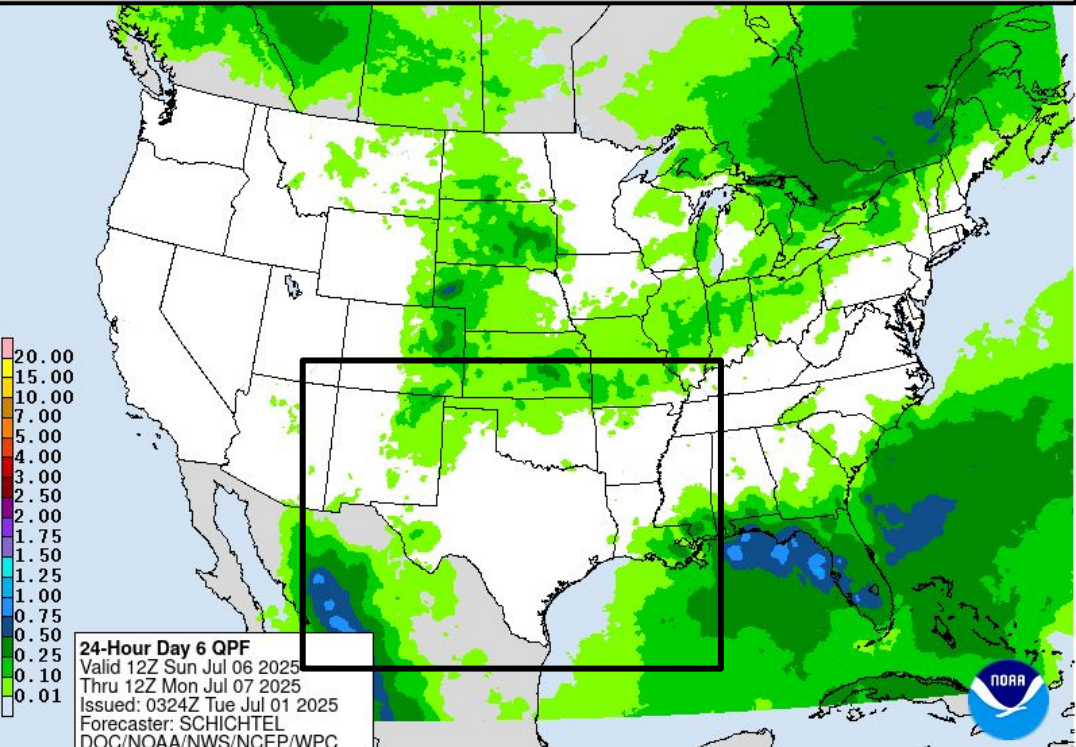 20.00
15.00
10.00
7.00
5.00
4.00
3.00
2.50
2.00
1.75
1.50
1.25
1.00
0.75
0.50
0.25
0.10
0.01
24-Hour Day 6 QPF
Valid 12Z Sun Jul 06 2025
Thru 12Z Mon Jul 07 2025
Issued: 0324Z Tue Jul 01 2025
Forecaster: SCHICHTEL
DOC/NOAA/NWS/NCEP/WPC
NOAA